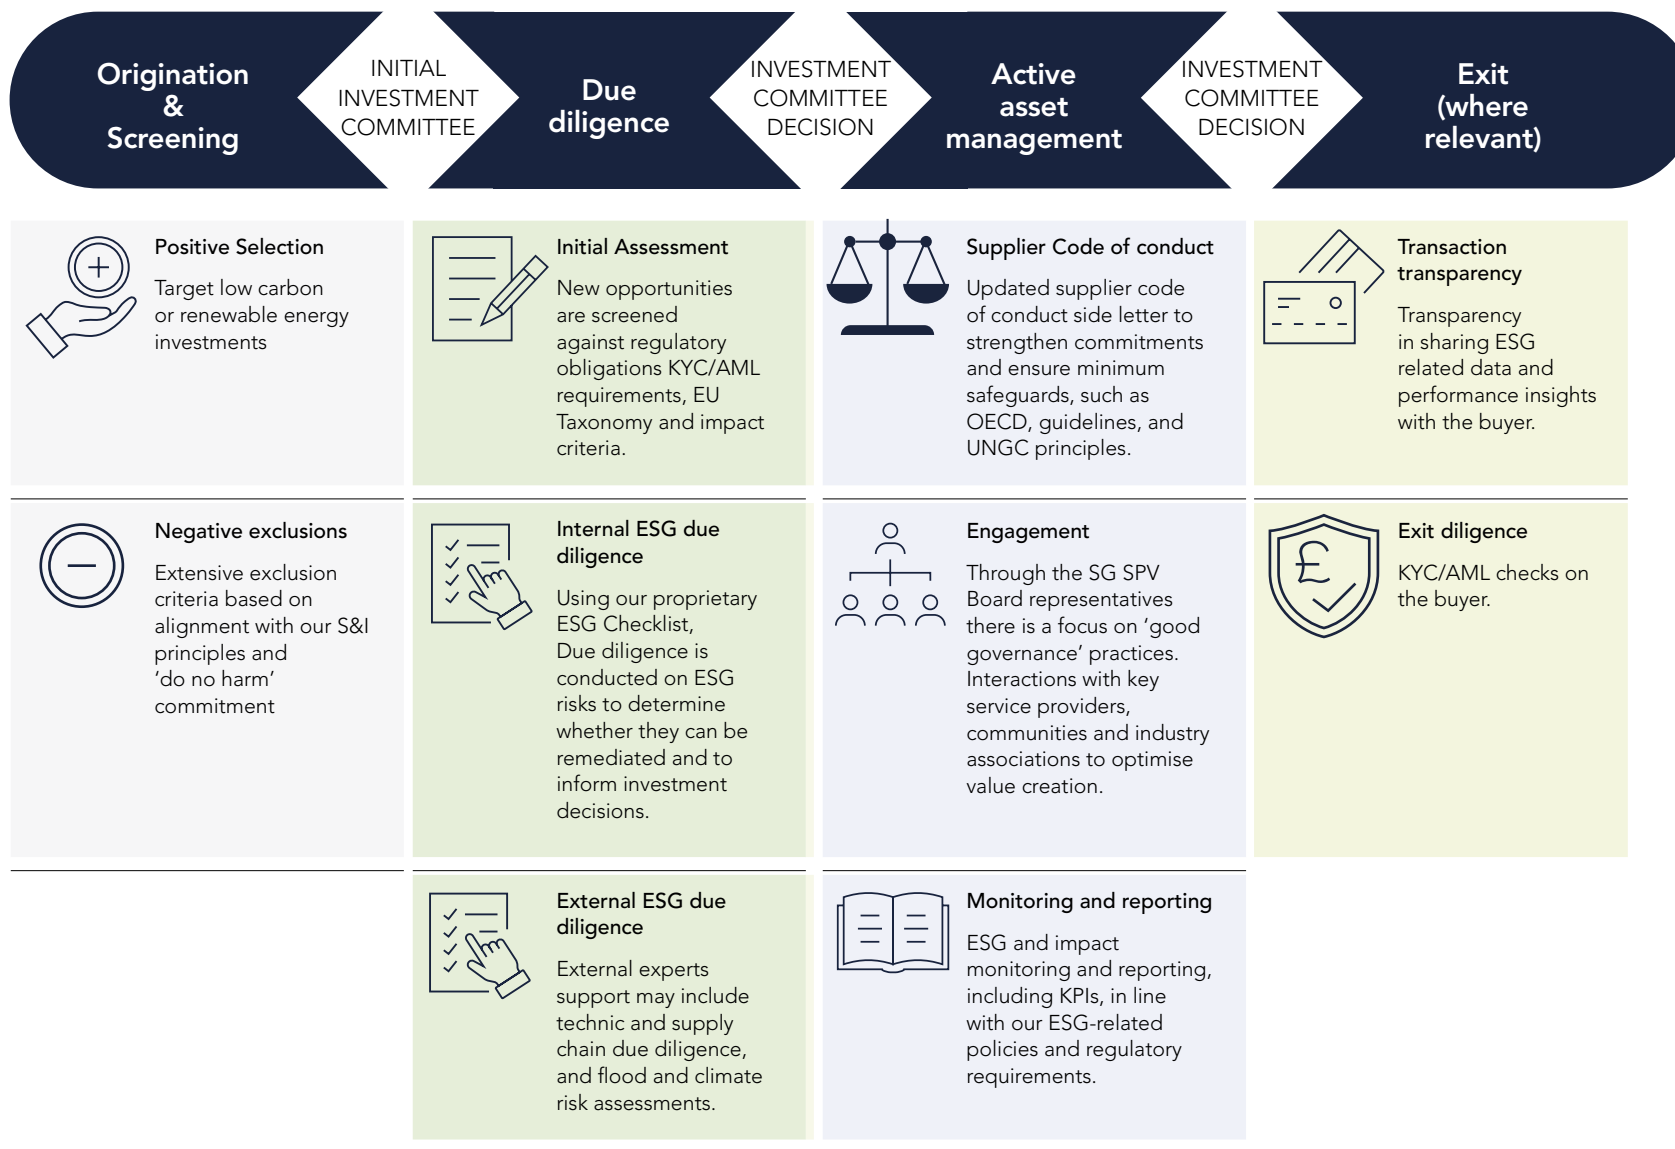 Origination
&
Screening
INITIAL
INVESTMENT
COMMITTEE
Due
diligence
INVESTMENT
COMMITTEE
DECISION
Active
asset
management
INVESTMENT
COMMITTEE
DECISION
Exit
(where
relevant)
Positive Selection
Target low carbon
or renewable energy
investments
Negative exclusions
Extensive exclusion
criteria based on
alignment with our S&I
principles and
‘do no harm’
commitment
Initial Assessment
New opportunities
are screened
against regulatory
obligations KYC/AML
requirements, EU
Taxonomy and impact
criteria.
Internal ESG due
diligence
Using our proprietary
ESG Checklist,
Due diligence is
conducted on ESG
risks to determine
whether they can be
remediated and to
inform investment
decisions.
External ESG due
diligence
External experts
support may include
technic and supply
chain due diligence,
and flood and climate
risk assessments.
Supplier Code of conduct
Updated supplier code
of conduct side letter to
strengthen commitments
and ensure minimum
safeguards, such as
OECD, guidelines, and
UNGC principles.
Engagement
Through the SG SPV
Board representatives
there is a focus on ‘good
governance’ practices.
Interactions with key
service providers,
communities and industry
associations to optimise
value creation.
Monitoring and reporting
ESG and impact
monitoring and reporting,
including KPIs, in line
with our ESG-related
policies and regulatory
requirements.
Transaction
transparency
Transparency
in sharing ESG
related data and
performance insights
with the buyer.
£
Exit diligence
KYC/AML checks on
the buyer.